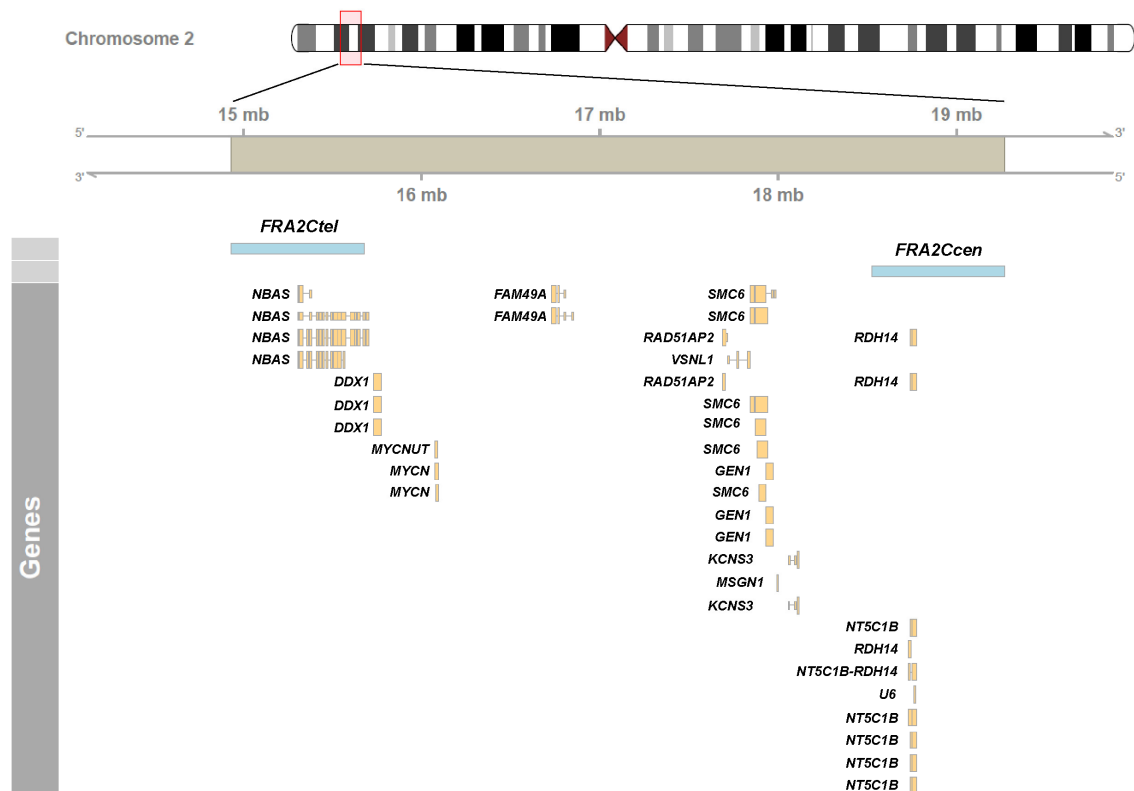 Chromosome 2
15 mb 17 mb 19 mb
5' 3'
3' 5'
16 mb 18 mb
FRA2Ctel
FRA2Ccen
NBAS FAM49A SMC6
NBAS FAM49A SMC6
NBAS RAD51AP2 RDH14
NBAS VSNL1
DDX1 RAD51AP2 RDH14
DDX1 SMC6
DDX1 SMC6
MYCNUT SMC6
MYCN GEN1
MYCN SMC6
GEN1
GEN1
KCNS3
MSGN1
KCNS3
NT5C1B
RDH14
NT5C1B-RDH14
U6
NT5C1B
NT5C1B
NT5C1B
NT5C1B
Genes